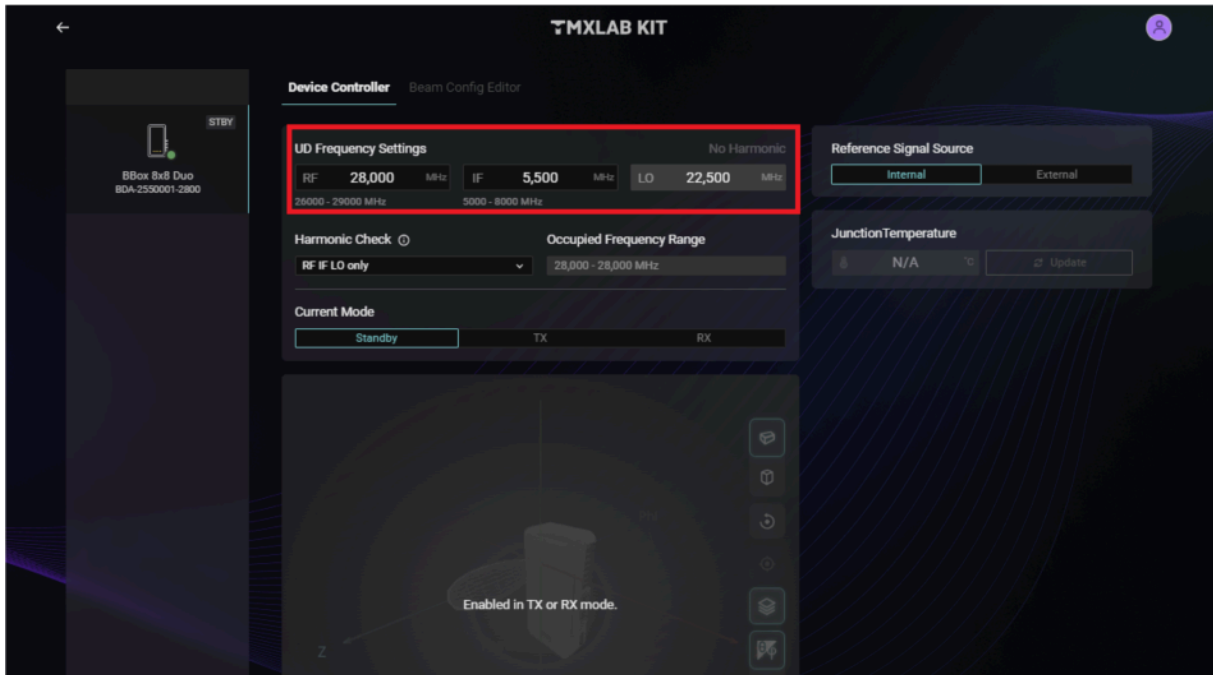 TMXLAB KIT
Device Controller Beam Config Editor
STBY
BBox 8x8 Duo
BDA-2550001-2800
UD Frequency Settings No Harmonic
RF 28,000 MHz IF 5,500 MHz LO 22,500 MHz
26000 - 29000 MHz 5000 - 8000 MHz
Harmonic Check Occupied Frequency Range
RF IF LO only 28,000 - 28,000 MHz
Current Mode
Standby TX RX
Reference Signal Source
Internal External
JunctionTemperature
N/A °C Update
Enabled in TX or RX mode.
Z